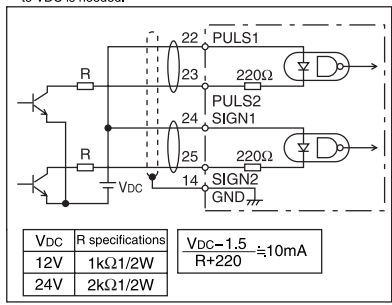 to VDC is needed.
22 PULS1
R 23 220Ω
PULS2
24 SIGN1
R 25 220Ω
VDC 14 SIGN2
GND
VDC R specifications
12V 1kΩ1/2W
24V 2kΩ1/2W
VDC−1.5
R+220 ≒10mA